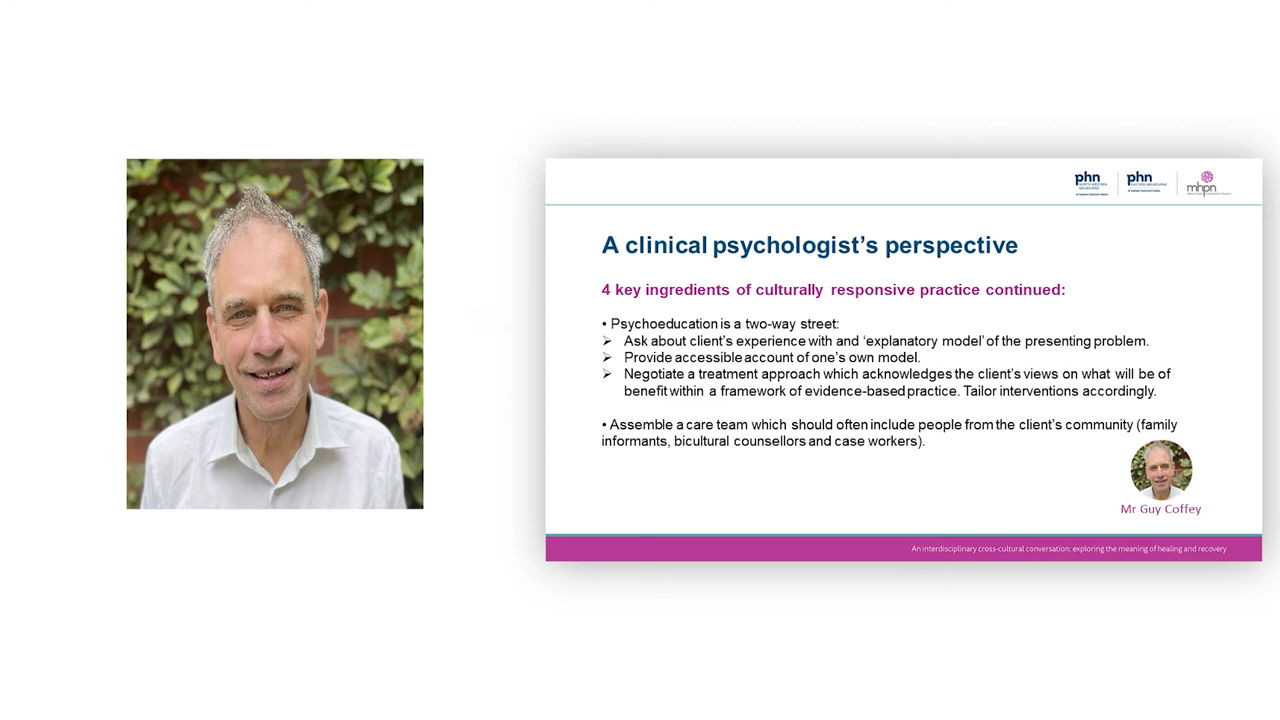 phn
NORTH WESTERN
MELBOURNE
phn
EASTERN MELBOURNE
mhpn
A clinical psychologist’s perspective
4 key ingredients of culturally responsive practice continued:
• Psychoeducation is a two-way street:
➢ Ask about client’s experience with and ‘explanatory model’ of the presenting problem.
➢ Provide accessible account of one’s own model.
➢ Negotiate a treatment approach which acknowledges the client’s views on what will be of
benefit within a framework of evidence-based practice. Tailor interventions accordingly.
• Assemble a care team which should often include people from the client’s community (family
informants, bicultural counsellors and case workers).
Mr Guy Coffey
An interdisciplinary cross-cultural conversation: exploring the meaning of healing and recovery